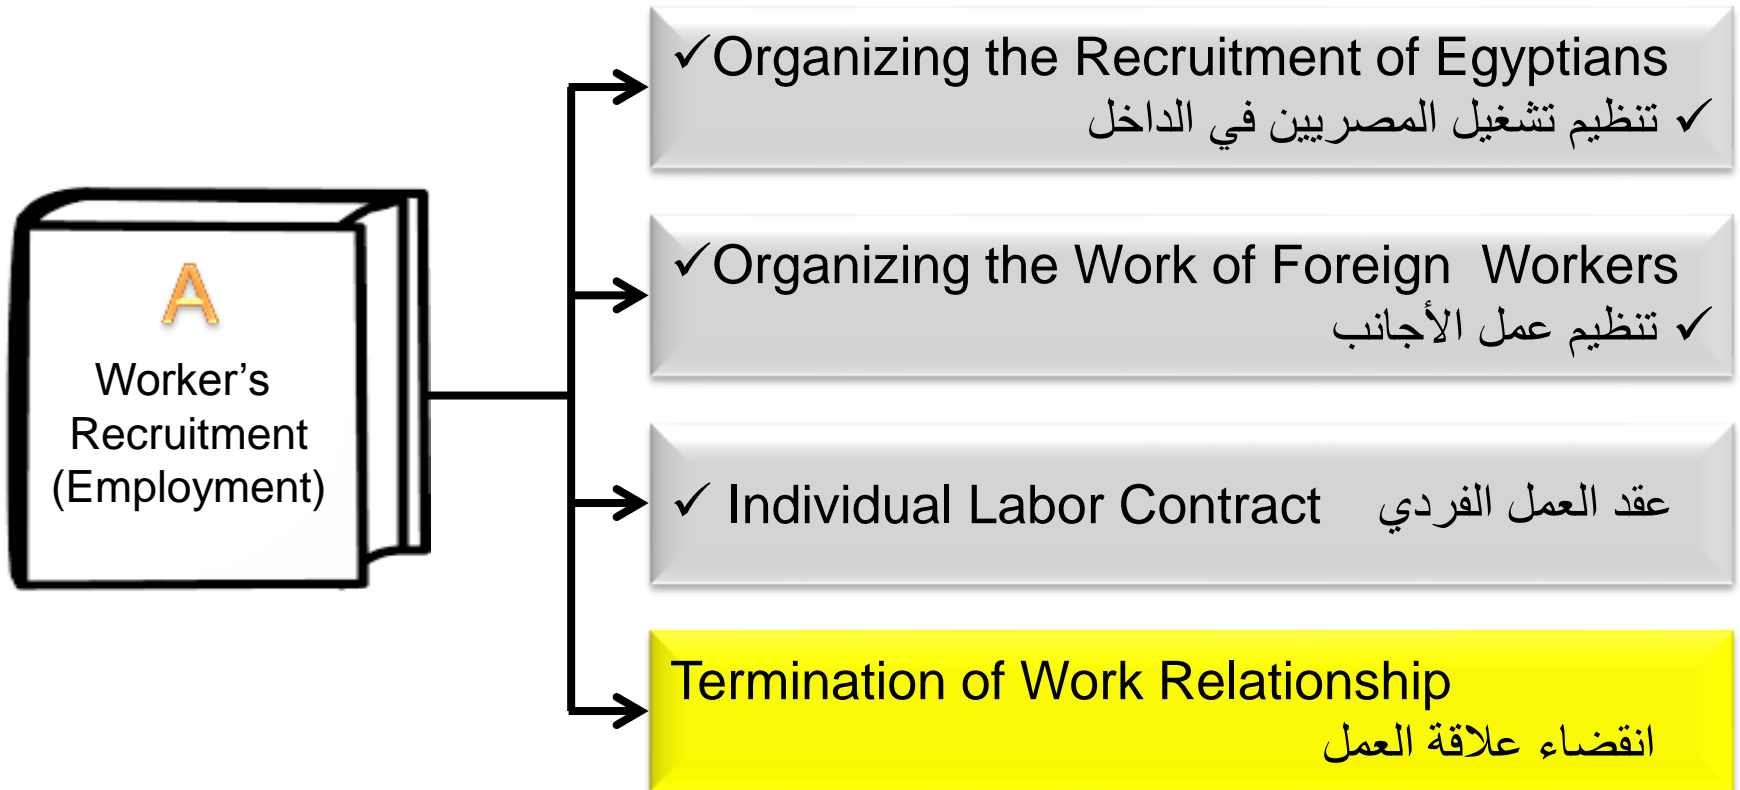 A
Worker’s
Recruitment
(Employment)
✓Organizing the Recruitment of Egyptians
✓ تنظيم تشغيل المصريين في الداخل
✓Organizing the Work of Foreign  Workers
✓ تنظيم عمل الأجانب
✓ Individual Labor Contract عقد العمل الفردي
Termination of Work Relationship
انقضاء علاقة العمل